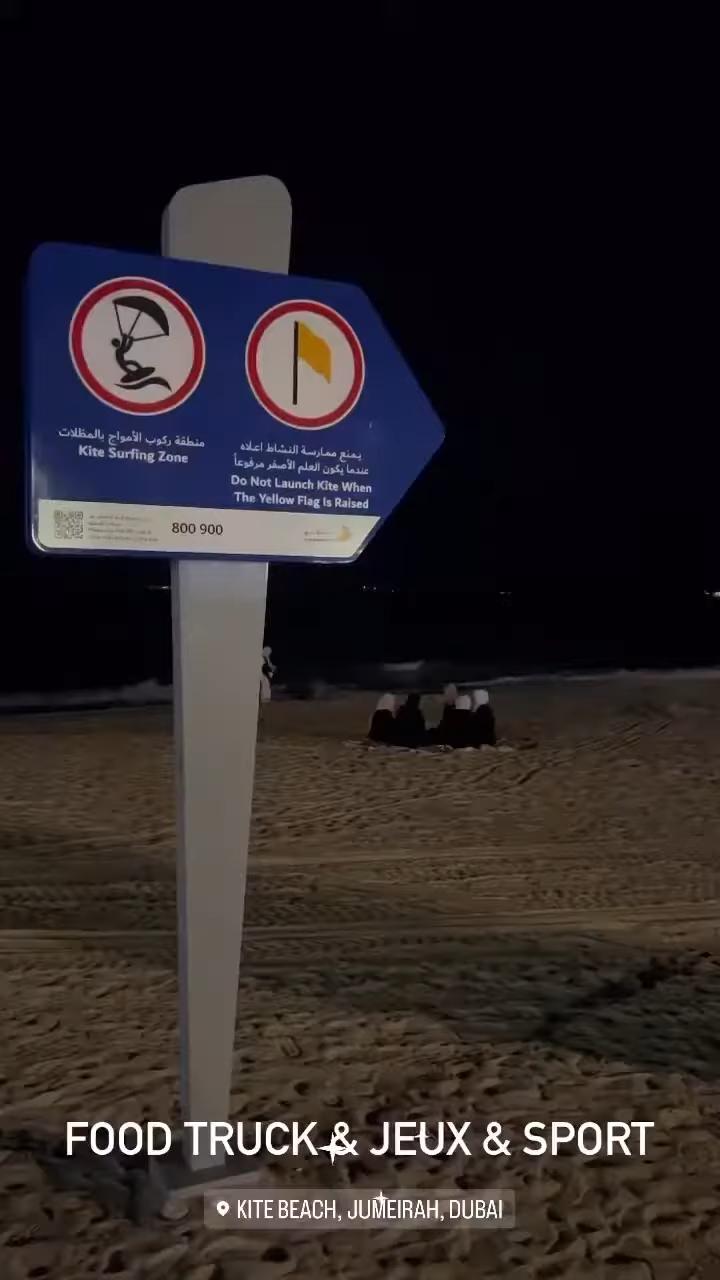 منطقة ركوب الأمواج بالمظلات
Kite Surfing Zone
يمنع ممارسة النشاط اعلاه
عندما يكون العلم الأصفر مرفوعاً
Do Not Launch Kite When
The Yellow Flag Is Raised
800 900
FOOD TRUCK & JEUX & SPORT
KITE BEACH, JUMEIRAH, DUBAI